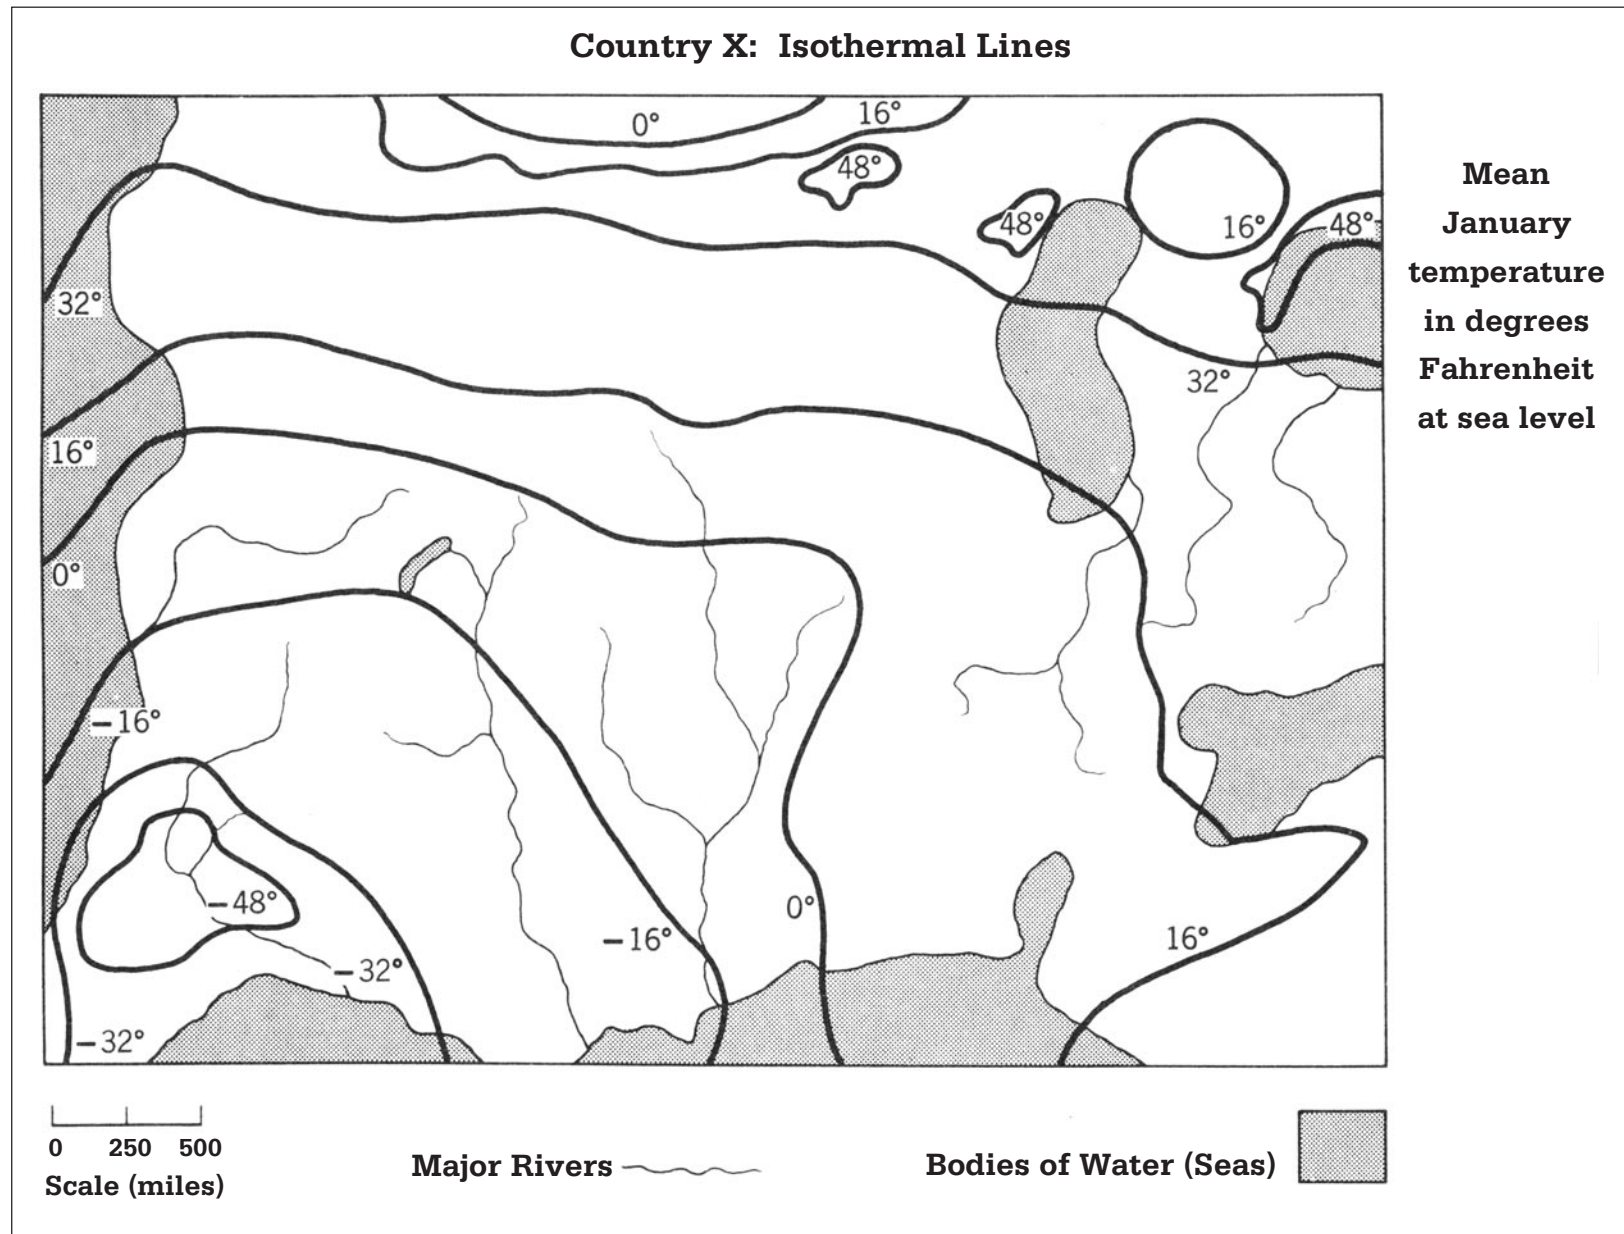 Country X: Isothermal Lines
0°
16°
48°
48°
16°
48°
Mean
January
temperature
in degrees
Fahrenheit
at sea level
32°
32°
16°
0°
−16°
−48°
0°
−16°
16°
−32°
−32°
0 250 500
Scale (miles)
Major Rivers
Bodies of Water (Seas)